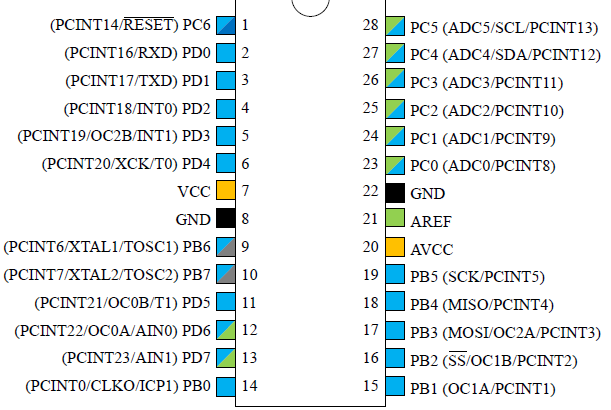 (PCINT14/RESET) PC6 1 28 PC5 (ADC5/SCL/PCINT13)
(PCINT16/RXD) PD0 2 27 PC4 (ADC4/SDA/PCINT12)
(PCINT17/TXD) PD1 3 26 PC3 (ADC3/PCINT11)
(PCINT18/INT0) PD2 4 25 PC2 (ADC2/PCINT10)
(PCINT19/OC2B/INT1) PD3 5 24 PC1 (ADC1/PCINT9)
(PCINT20/XCK/T0) PD4 6 23 PC0 (ADC0/PCINT8)
VCC 7 22 GND
GND 8 21 AREF
(PCINT6/XTAL1/TOSC1) PB6 9 20 AVCC
(PCINT7/XTAL2/TOSC2) PB7 10 19 PB5 (SCK/PCINT5)
(PCINT21/OC0B/T1) PD5 11 18 PB4 (MISO/PCINT4)
(PCINT22/OC0A/AIN0) PD6 12 17 PB3 (MOSI/OC2A/PCINT3)
(PCINT23/AIN1) PD7 13 16 PB2 (SS/OC1B/PCINT2)
(PCINT0/CLKO/ICP1) PB0 14 15 PB1 (OC1A/PCINT1)